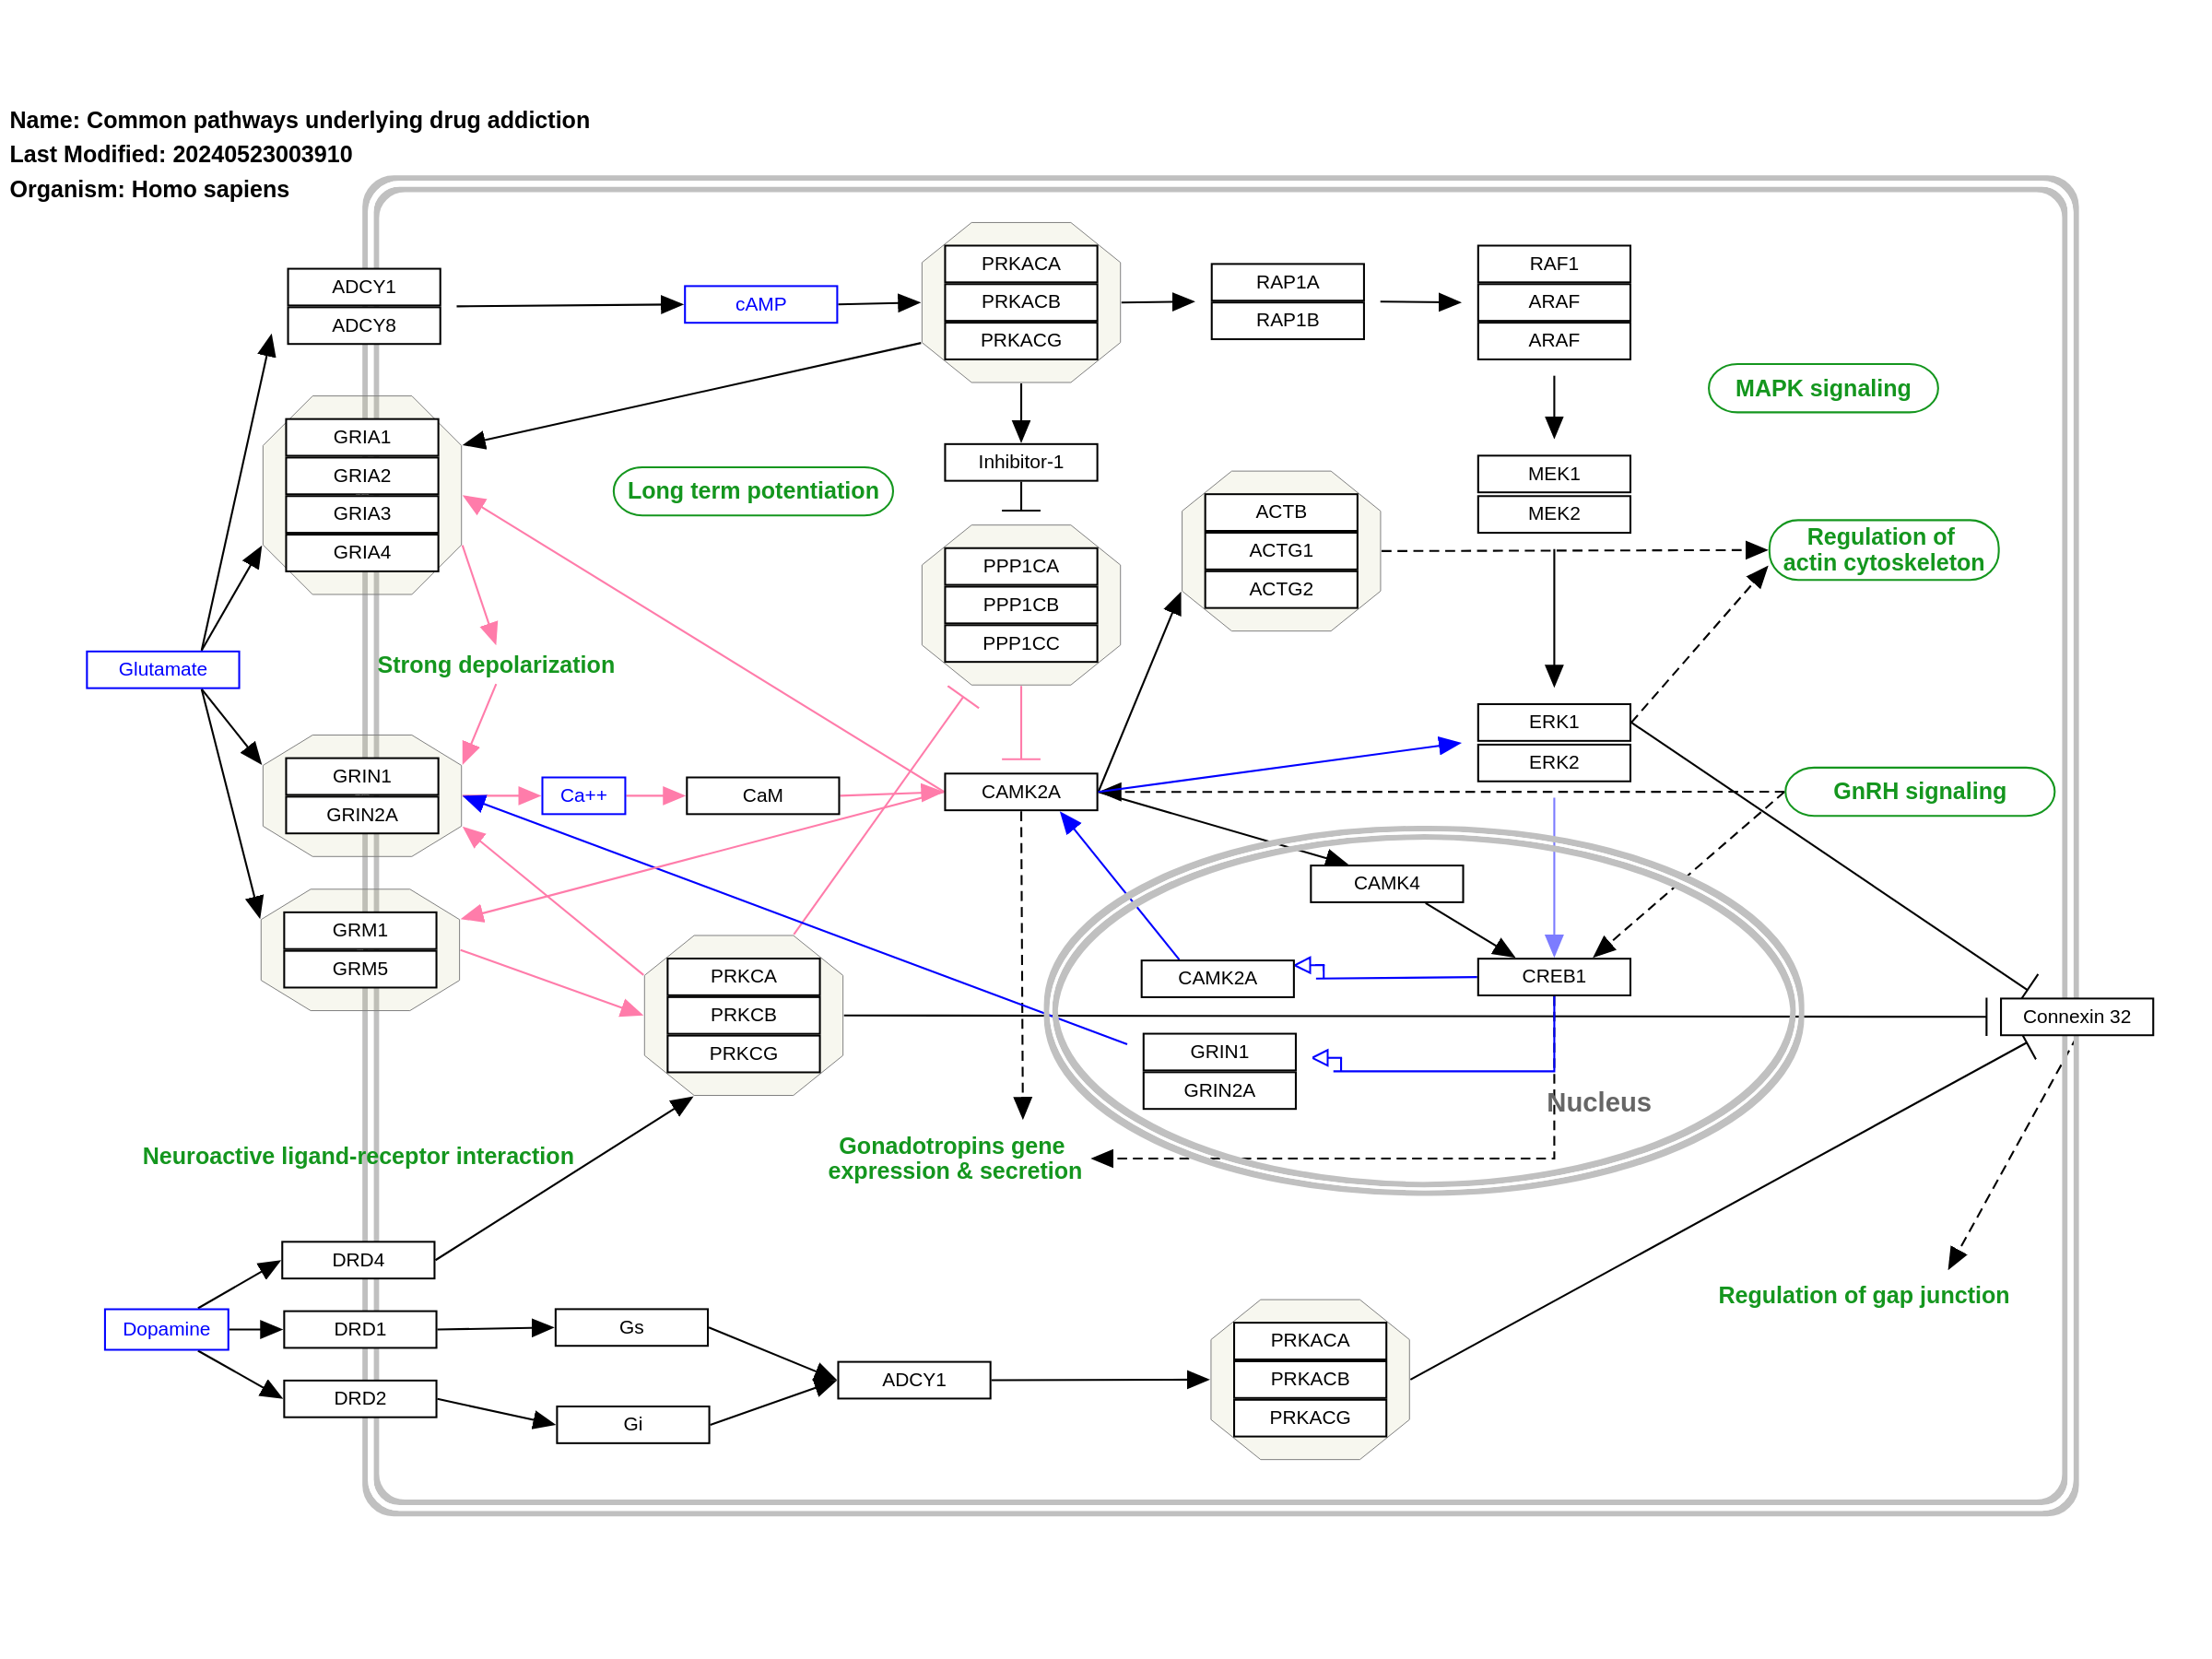 Name: Common pathways underlying drug addiction
Last Modified: 20240523003910
Organism: Homo sapiens
ADCY1
ADCY8
cAMP
PRKACA
PRKACB
PRKACG
RAP1A
RAP1B
RAF1
ARAF
ARAF
MAPK signaling
GRIA1
GRIA2
GRIA3
GRIA4
Long term potentiation
Inhibitor-1
MEK1
MEK2
ACTB
ACTG1
ACTG2
Regulation of
actin cytoskeleton
PPP1CA
PPP1CB
PPP1CC
Glutamate
Strong depolarization
ERK1
ERK2
GRIN1
GRIN2A
Ca++
CaM
CAMK2A
GnRH signaling
CAMK4
GRM1
GRM5
PRKCA
PRKCB
PRKCG
CAMK2A
CREB1
Connexin 32
GRIN1
GRIN2A
Nucleus
Neuroactive ligand-receptor interaction
Gonadotropins gene
expression & secretion
DRD4
Regulation of gap junction
Dopamine
DRD1
Gs
DRD2
Gi
ADCY1
PRKACA
PRKACB
PRKACG